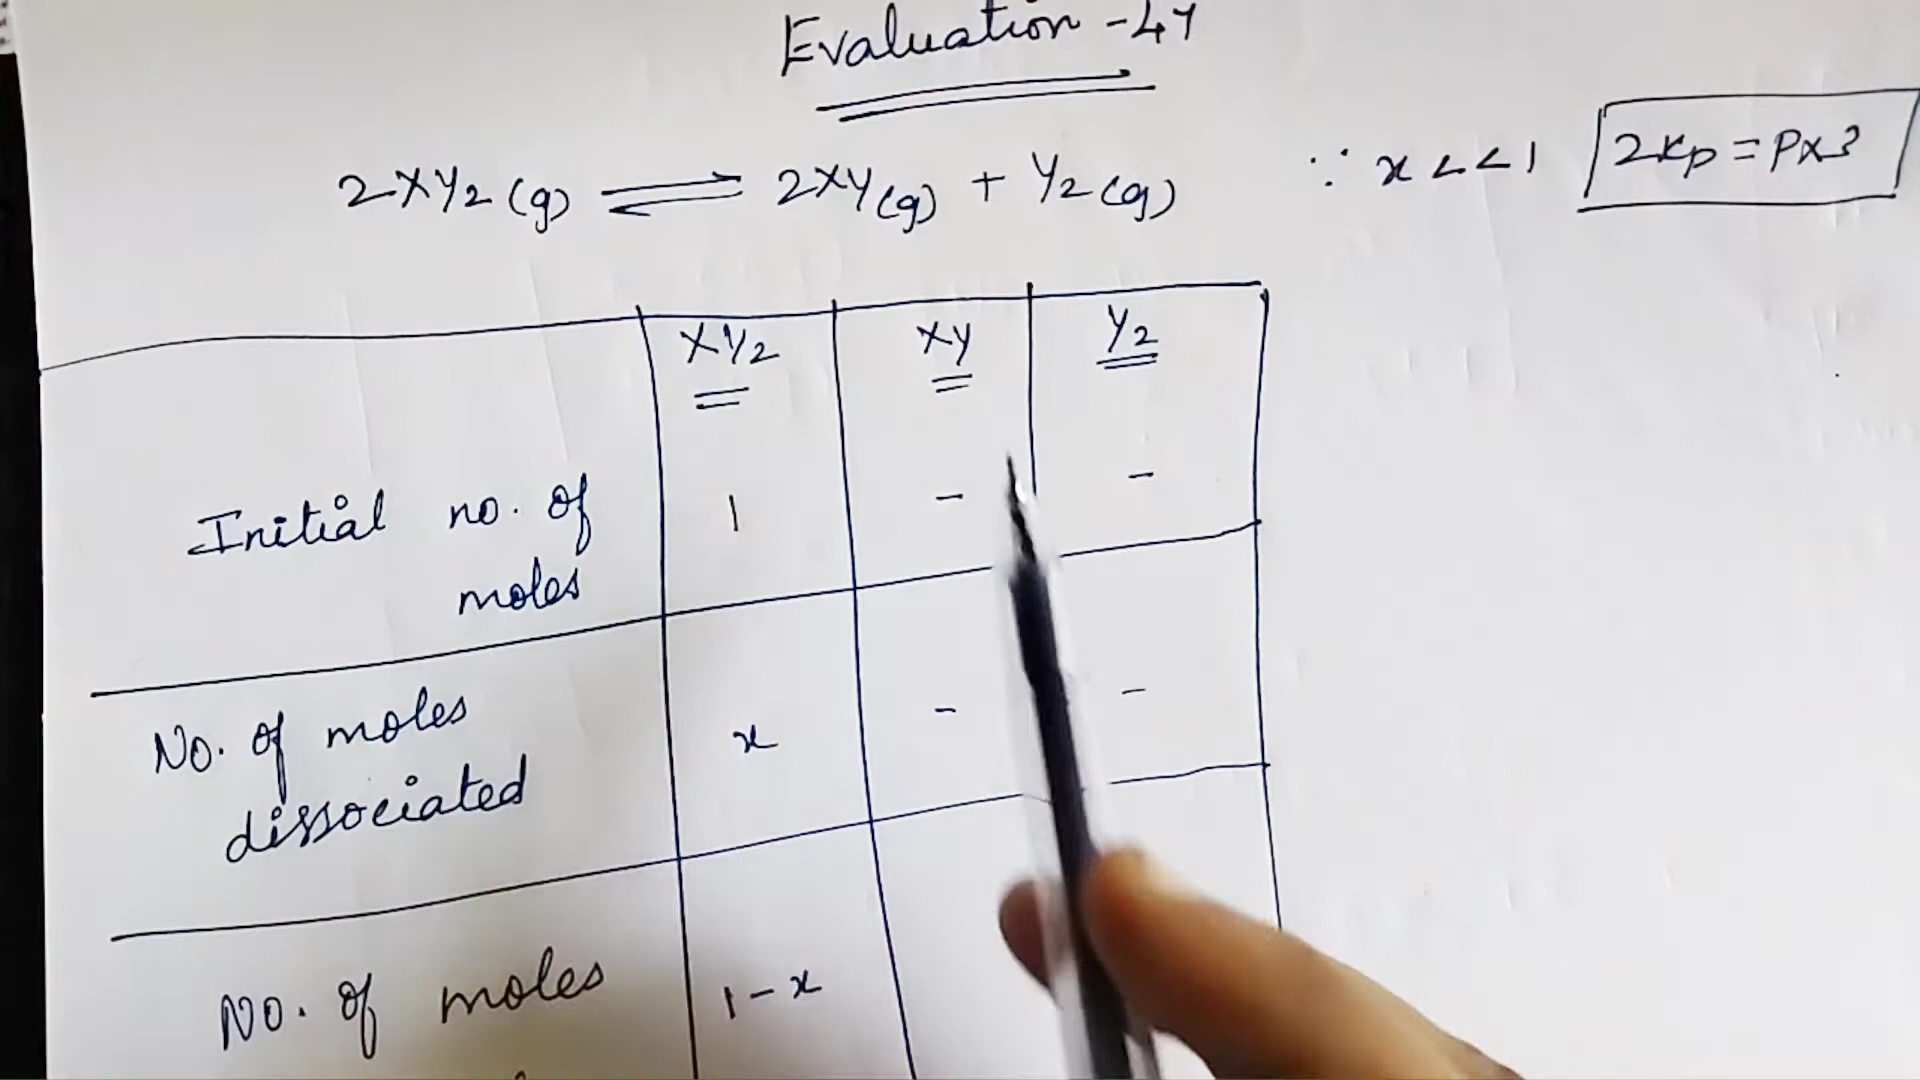 Evaluation - 47
2XY2 (g) ⇌ 2XY(g) + Y2 (g)
∵ x << 1 2Kp = Px3
XY2 XY Y2
Initial no. of moles 1 - -
No. of moles dissociated x - -
No. of moles 1-x